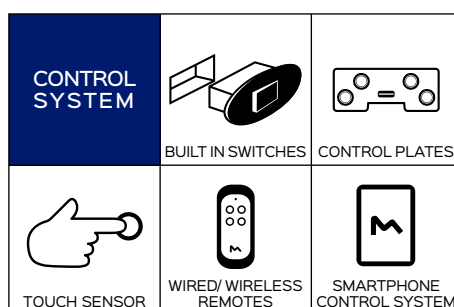 CONTROL
SYSTEM
BUILT IN SWITCHES
CONTROL PLATES
TOUCH SENSOR
WIRED/ WIRELESS
REMOTES
SMARTPHONE
CONTROL SYSTEM